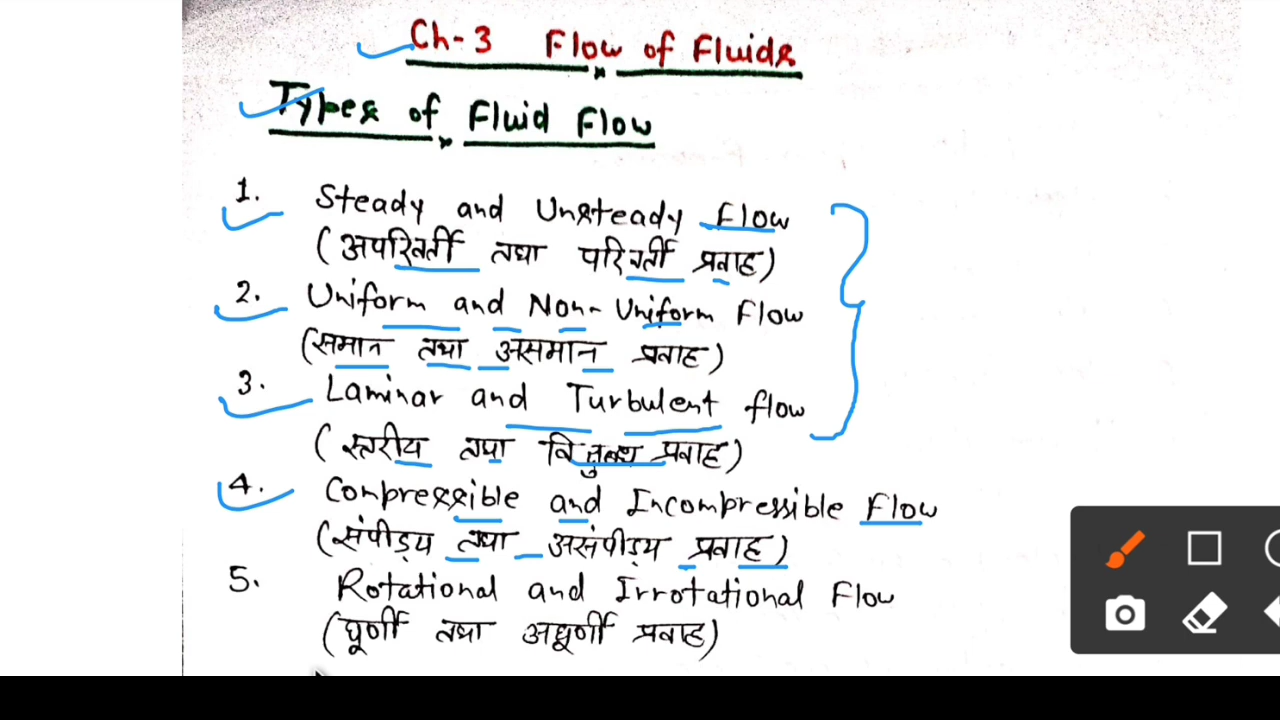 Ch-3 Flow of Fluids
Types of Fluid Flow
1. Steady and Unsteady Flow
(अपरिवर्ती तथा परिवर्ती प्रवाह)
2. Uniform and Non-Uniform Flow
(समान तथा असमान प्रवाह)
3. Laminar and Turbulent flow
(स्तरीय तथा विक्षुब्ध प्रवाह)
4. Compressible and Incompressible Flow
(संपीड्य तथा असंपीड्य प्रवाह)
5. Rotational and Irrotational Flow
(घूर्णी तथा अघूर्णी प्रवाह)